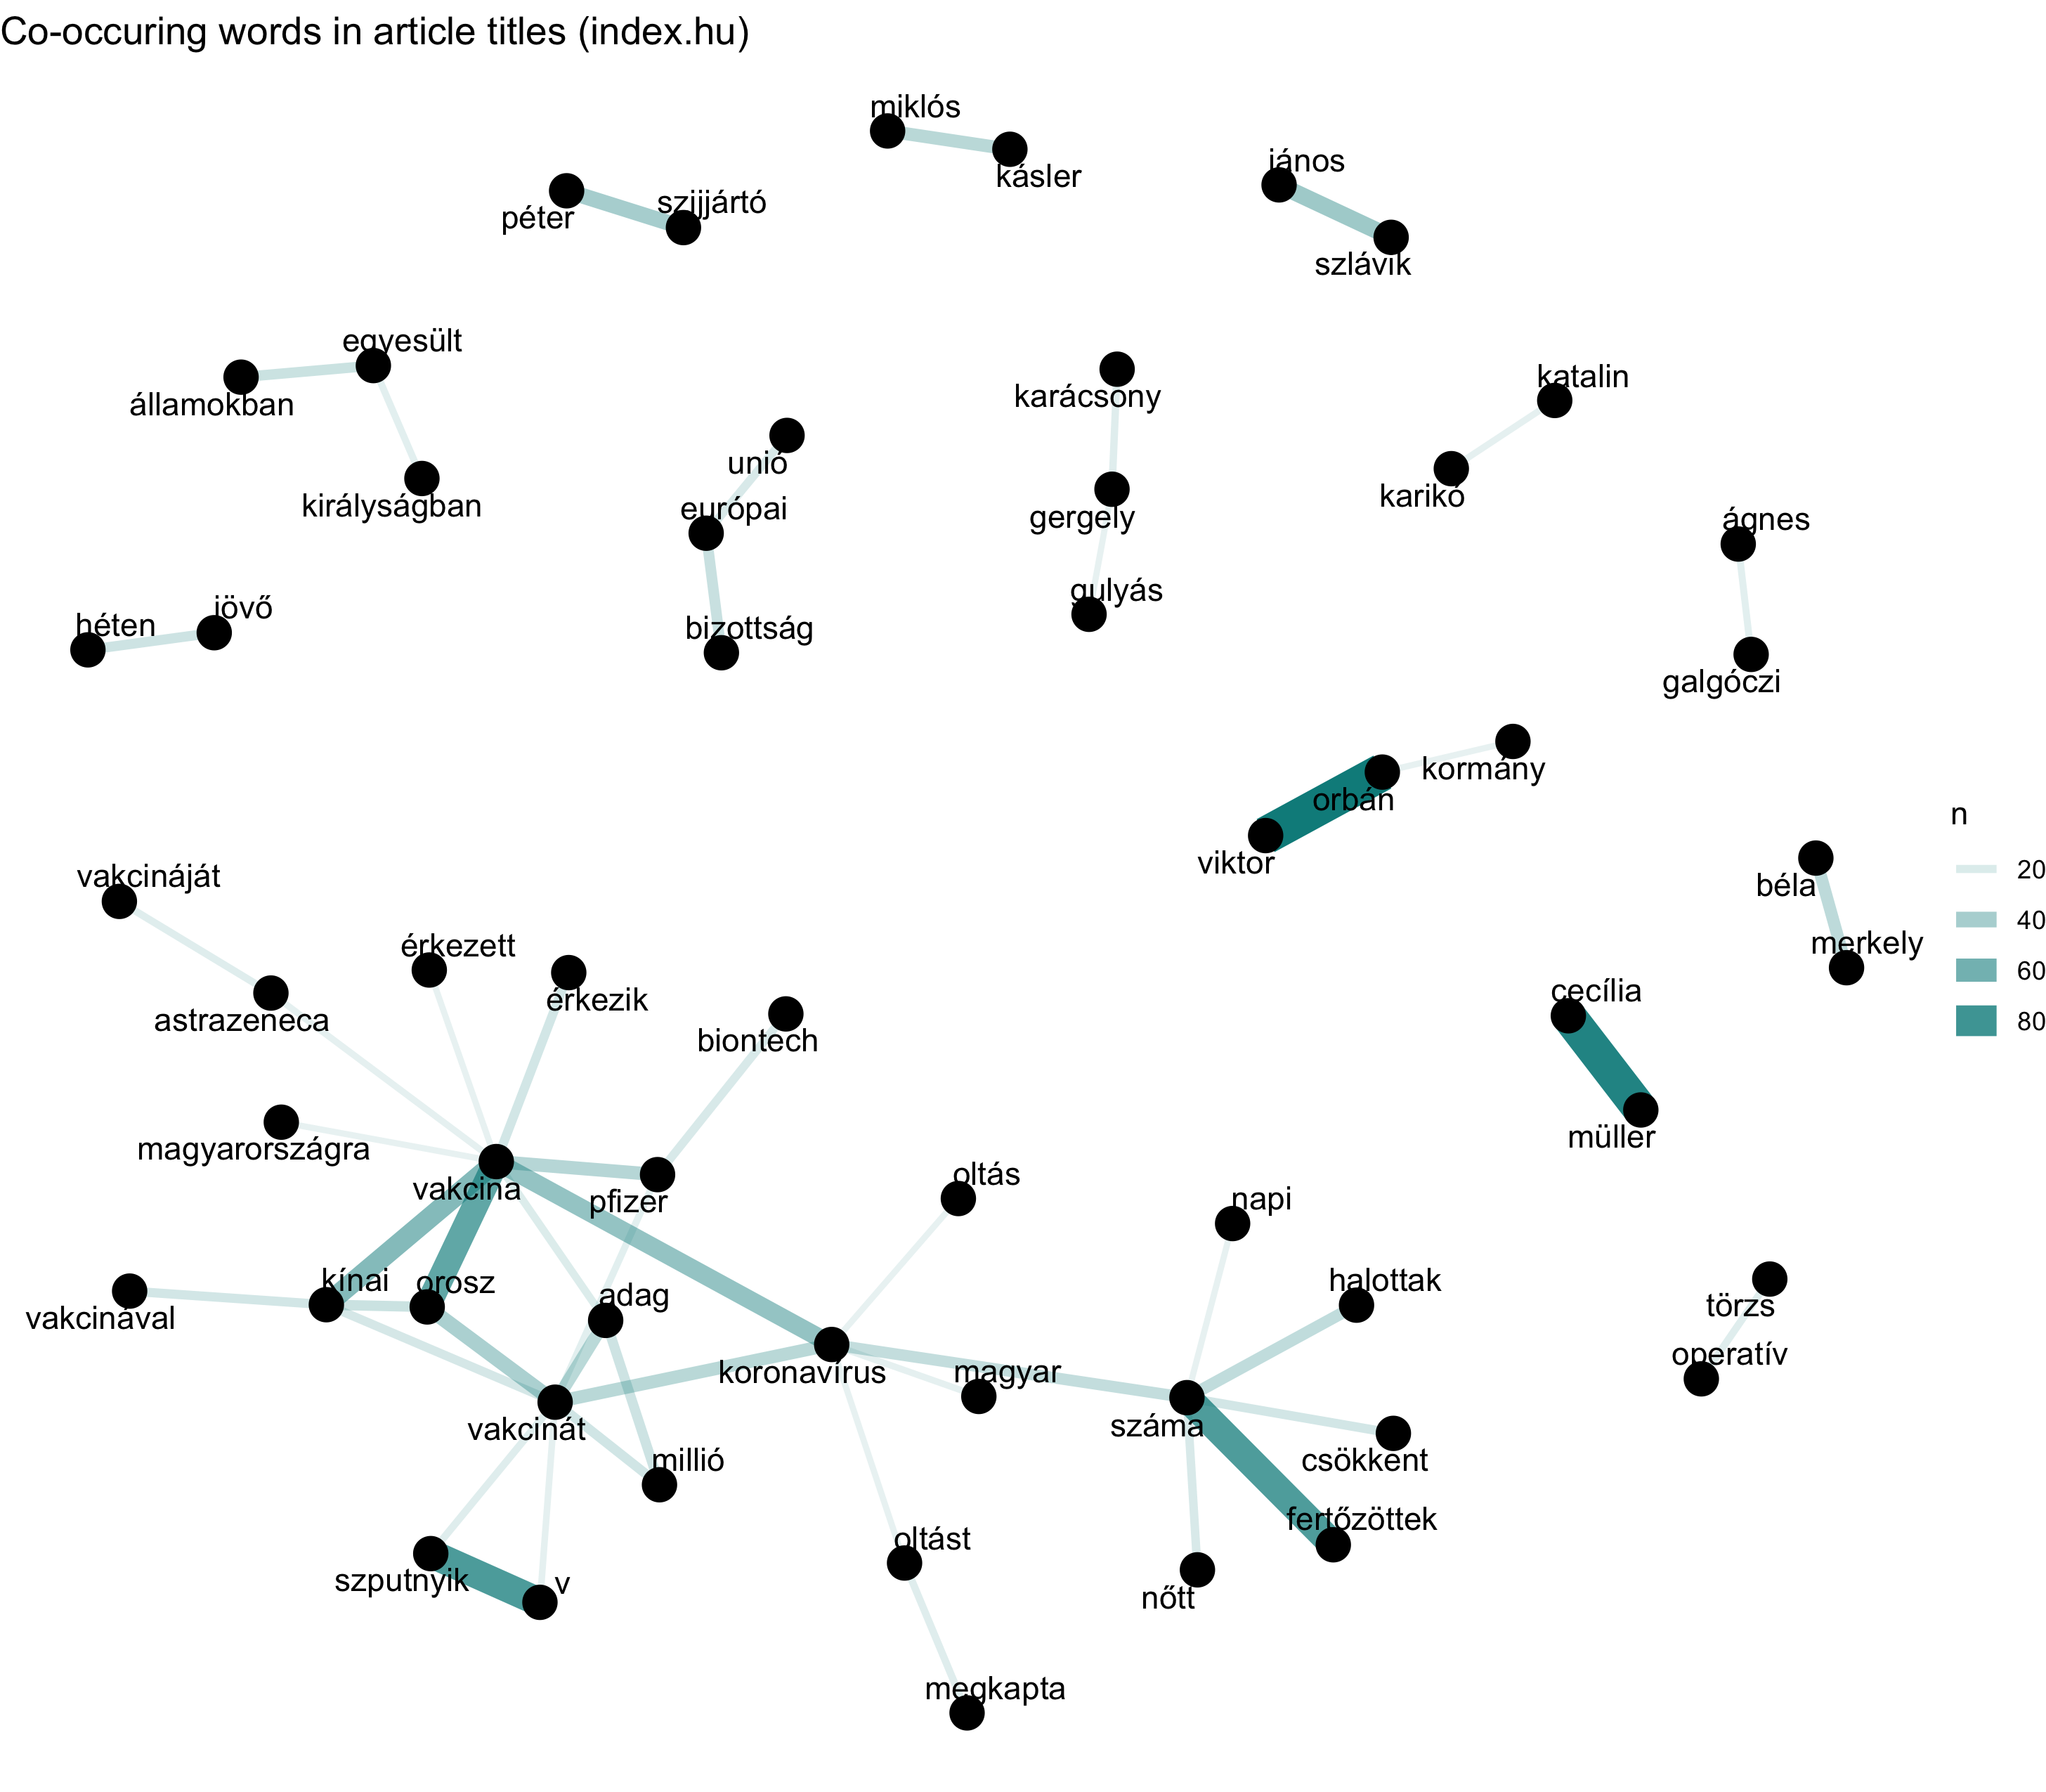 Co-occuring words in article titles (index.hu)
miklós
kásler
jános
szlávik
péter
szijjártó
egyesült
államokban
királyságban
karácsony
gergely
gulyás
katalin
karikó
unió
európai
bizottság
ágnes
galgóczi
héten
jövő
kormány
orbán
viktor
n
20
40
60
80
béla
merkely
vakcináját
astrazeneca
érkezett
érkezik
biontech
cecília
müller
magyarországra
vakcina
pfizer
oltás
napi
vakcinával
kínai
orosz
adag
halottak
törzs
operatív
koronavírus
magyar
vakcinát
száma
csökkent
millió
fertőzöttek
szputnyik
v
oltást
nőtt
megkapta